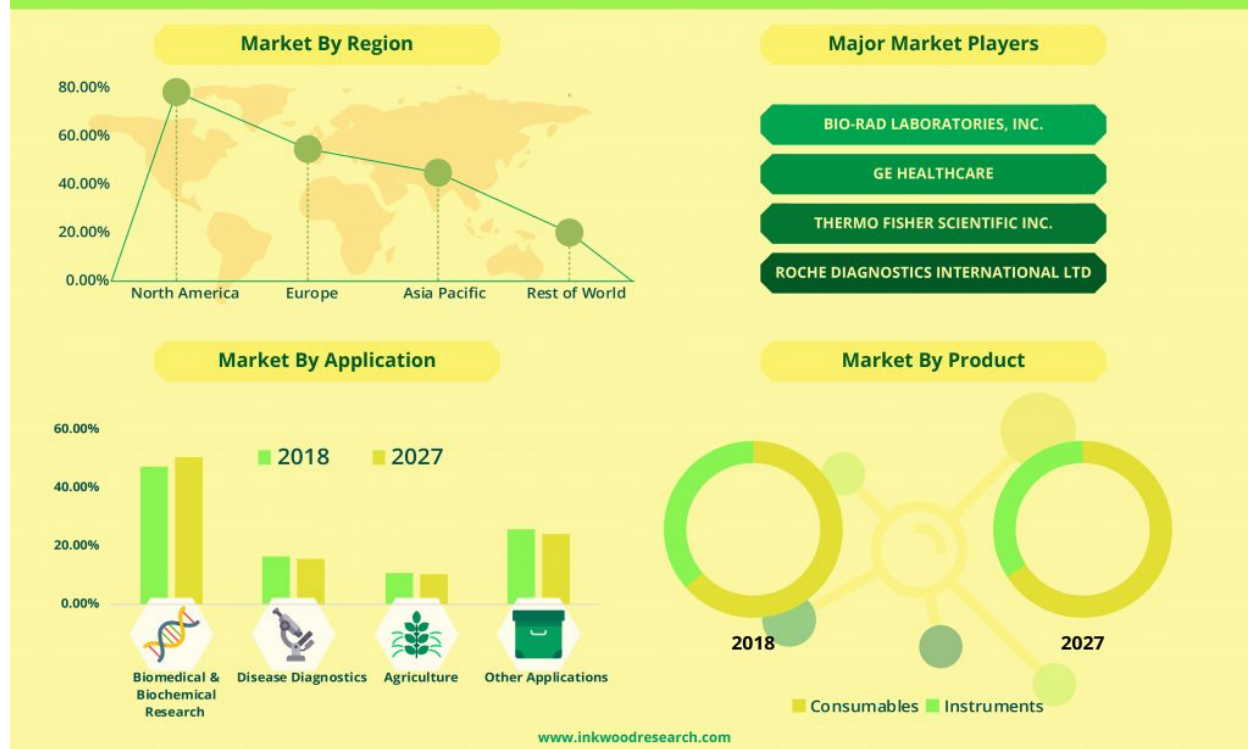 Market By Region
80.00%
60.00%
40.00%
20.00%
0.00%
North America
Europe
Asia Pacific
Rest of World
Major Market Players
BIO-RAD LABORATORIES, INC.
GE HEALTHCARE
THERMO FISHER SCIENTIFIC INC.
ROCHE DIAGNOSTICS INTERNATIONAL LTD
Market By Application
60.00%
40.00%
20.00%
0.00%
2018
2027
Biomedical &
Biochemical
Research
Disease Diagnostics
Agriculture
Other Applications
Market By Product
2018
2027
Consumables
Instruments
www.inkwoodresearch.com